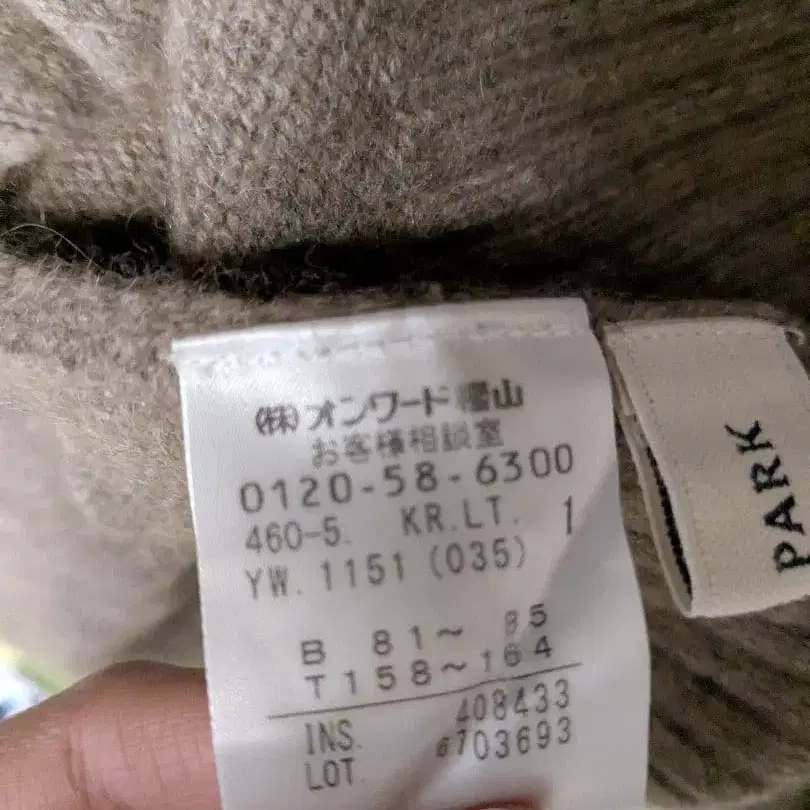 (株)オンワード樫山
お客様相談室
0120-58-6300
460-5. KR.LT. 1
YW. 1151 (035)
B 81~ 85
T 158~164
INS. 408433
LOT 6703693
PARK